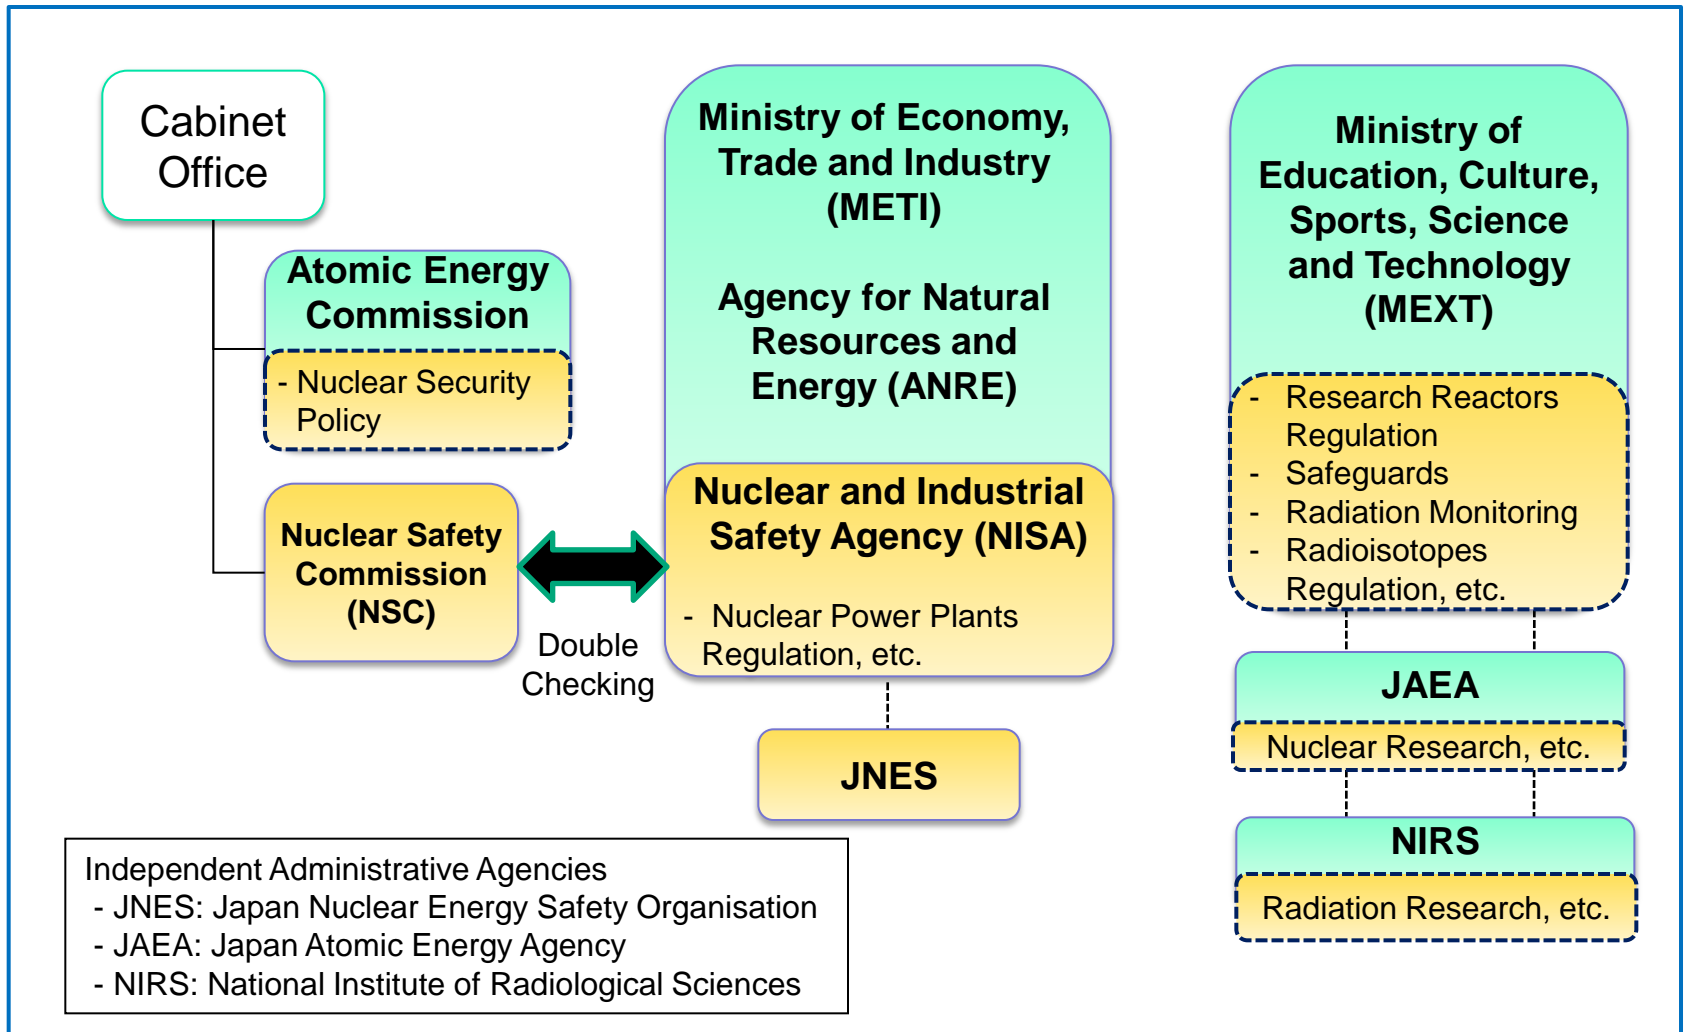 Cabinet
Office
Atomic Energy
Commission
- Nuclear Security
Policy
Nuclear Safety
Commission
(NSC)
Double
Checking
Ministry of Economy,
Trade and Industry
(METI)
Agency for Natural
Resources and
Energy (ANRE)
Nuclear and Industrial
Safety Agency (NISA)
- Nuclear Power Plants
Regulation, etc.
JNES
Ministry of
Education, Culture,
Sports, Science
and Technology
(MEXT)
- Research Reactors
Regulation
- Safeguards
- Radiation Monitoring
- Radioisotopes
Regulation, etc.
JAEA
Nuclear Research, etc.
NIRS
Radiation Research, etc.
Independent Administrative Agencies
- JNES: Japan Nuclear Energy Safety Organisation
- JAEA: Japan Atomic Energy Agency
- NIRS: National Institute of Radiological Sciences